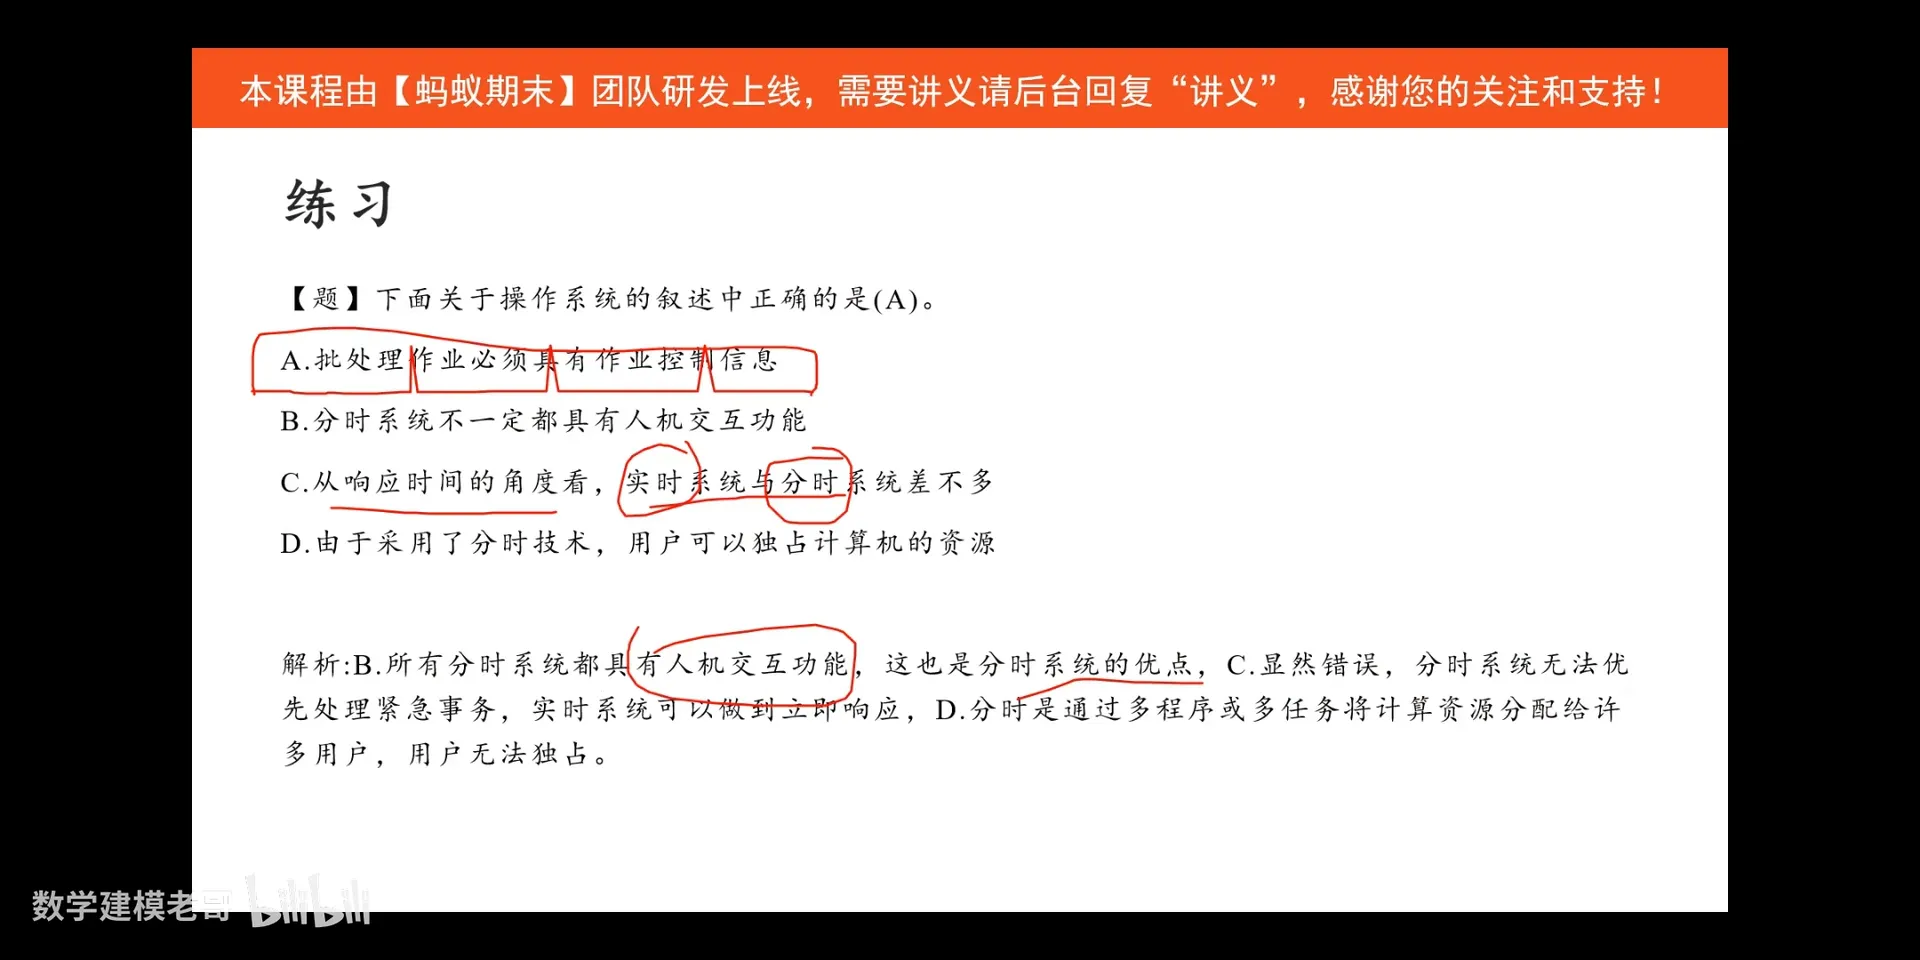 本课程由【蚂蚁期末】团队研发上线，需要讲义请后台回复“讲义”，感谢您的关注和支持！
练习
【题】下面关于操作系统的叙述中正确的是(A)。
A.批处理作业必须具有作业控制信息
B.分时系统不一定都具有人机交互功能
C.从响应时间的角度看，实时系统与分时系统差不多
D.由于采用了分时技术，用户可以独占计算机的资源
解析:B.所有分时系统都具有人机交互功能，这也是分时系统的优点，C.显然错误，分时系统无法优
先处理紧急事务，实时系统可以做到立即响应，D.分时是通过多程序或多任务将计算资源分配给许
多用户，用户无法独占。
数学建模老哥 bilibili